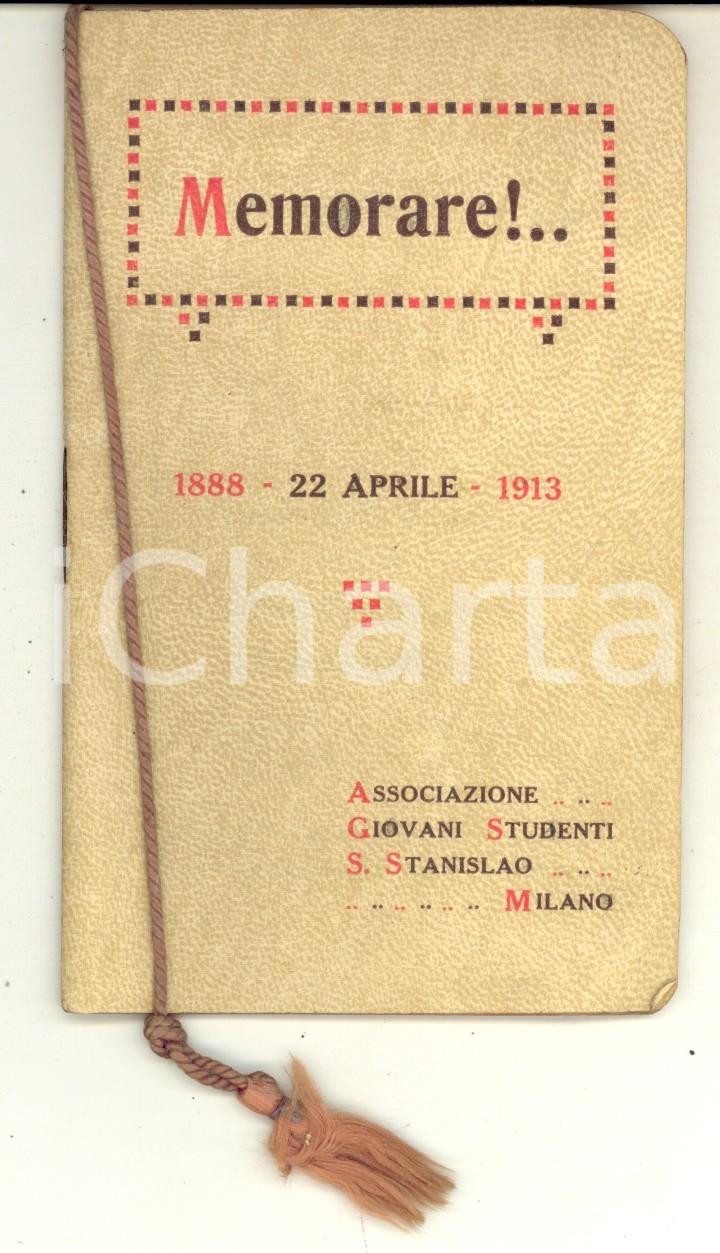 Memorare!..
1888 - 22 APRILE - 1913
iCharta
ASSOCIAZIONE .. .. ..
GIOVANI STUDENTI
S. STANISLAO .. .. ..
.. .. .. .. .. .. MILANO